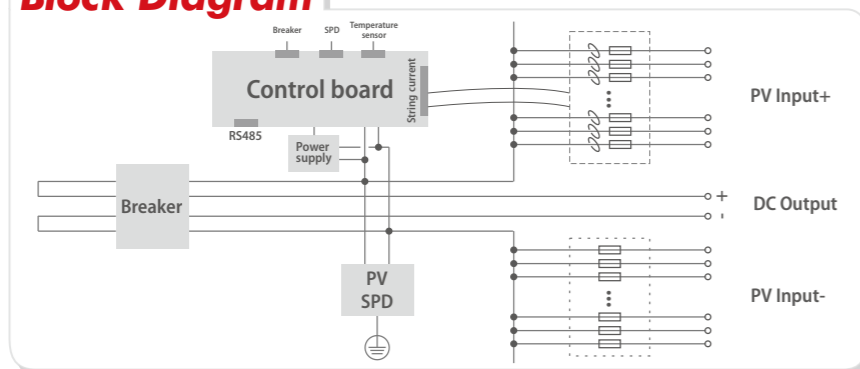 Block Diagram
Breaker
SPD
Temperature
sensor
Control board
String current
RS485
Power
supply
PV Input+
Breaker
+
DC Output
-
PV
SPD
PV Input-